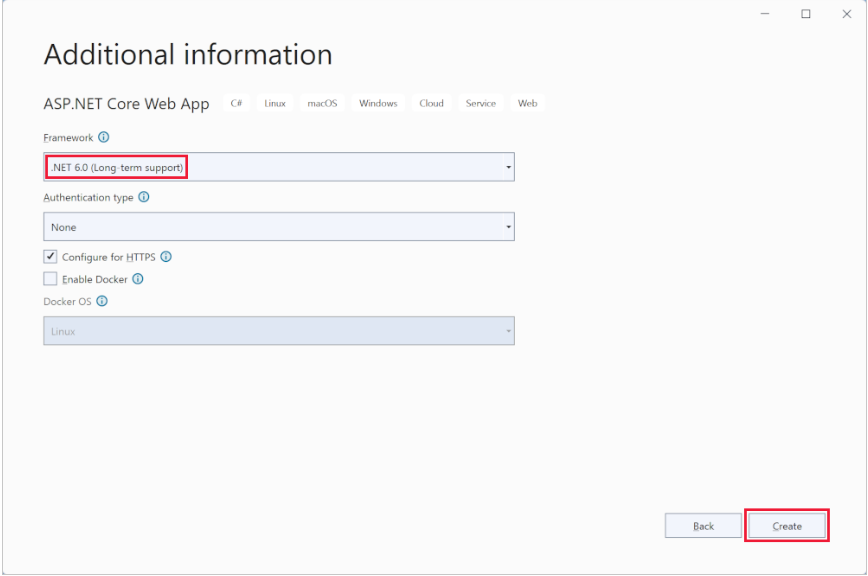 Additional information
ASP.NET Core Web App C# Linux macOS Windows Cloud Service Web
Framework
.NET 6.0 (Long-term support)
Authentication type
None
Configure for HTTPS
Enable Docker
Docker OS
Linux
Back Create